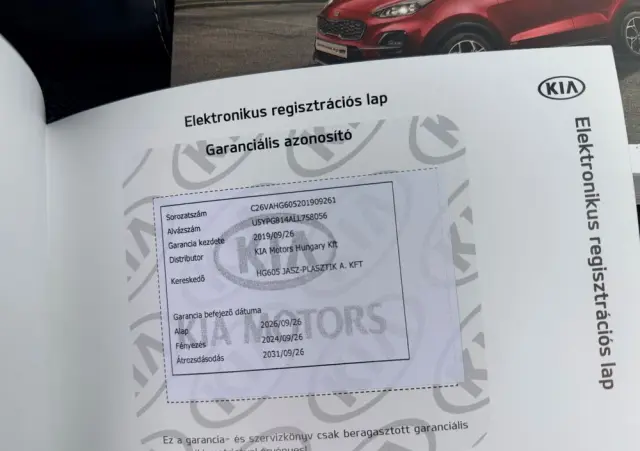 KIA
Elektronikus regisztrációs lap
Elektronikus regisztrációs lap
Garanciális azonosító
Sorozatszám C26VAHG605201909261
Alvázszám U5YPG814ALL758056
Garancia kezdete 2019/09/26
Distributor KIA Motors Hungary Kft
Kereskedő HG605 JASZ-PLASZTIK A. KFT
Garancia befejező dátuma
Alap 2026/09/26
Fényezés 2024/09/26
Átrozsdásodás 2031/09/26
KIA
KIA MOTORS
Ez a garancia- és szervizkönyv csak beragasztott garanciális